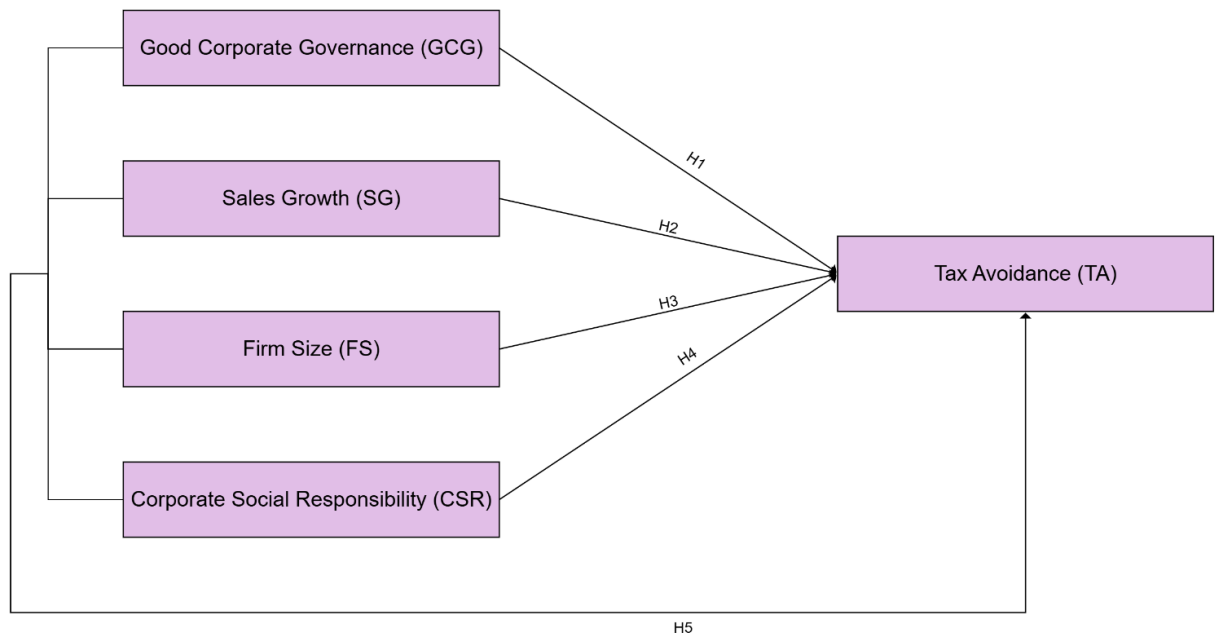 Good Corporate Governance (GCG)
H1
Sales Growth (SG)
H2
Tax Avoidance (TA)
H3
Firm Size (FS)
H4
Corporate Social Responsibility (CSR)
H5